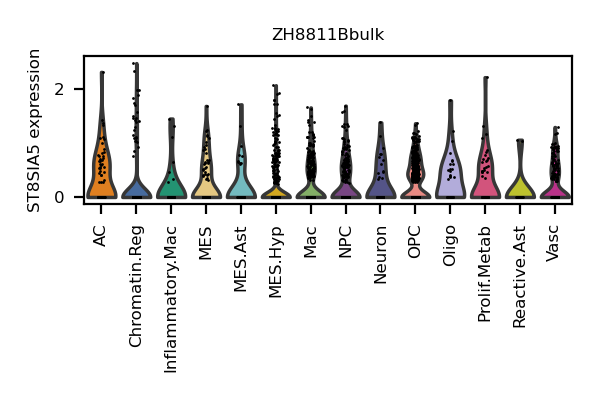 ZH8811Bbulk
ST8SIA5 expression
2
0
AC
Chromatin.Reg
Inflammatory.Mac
MES
MES.Ast
MES.Hyp
Mac
NPC
Neuron
OPC
Oligo
Prolif.Metab
Reactive.Ast
Vasc